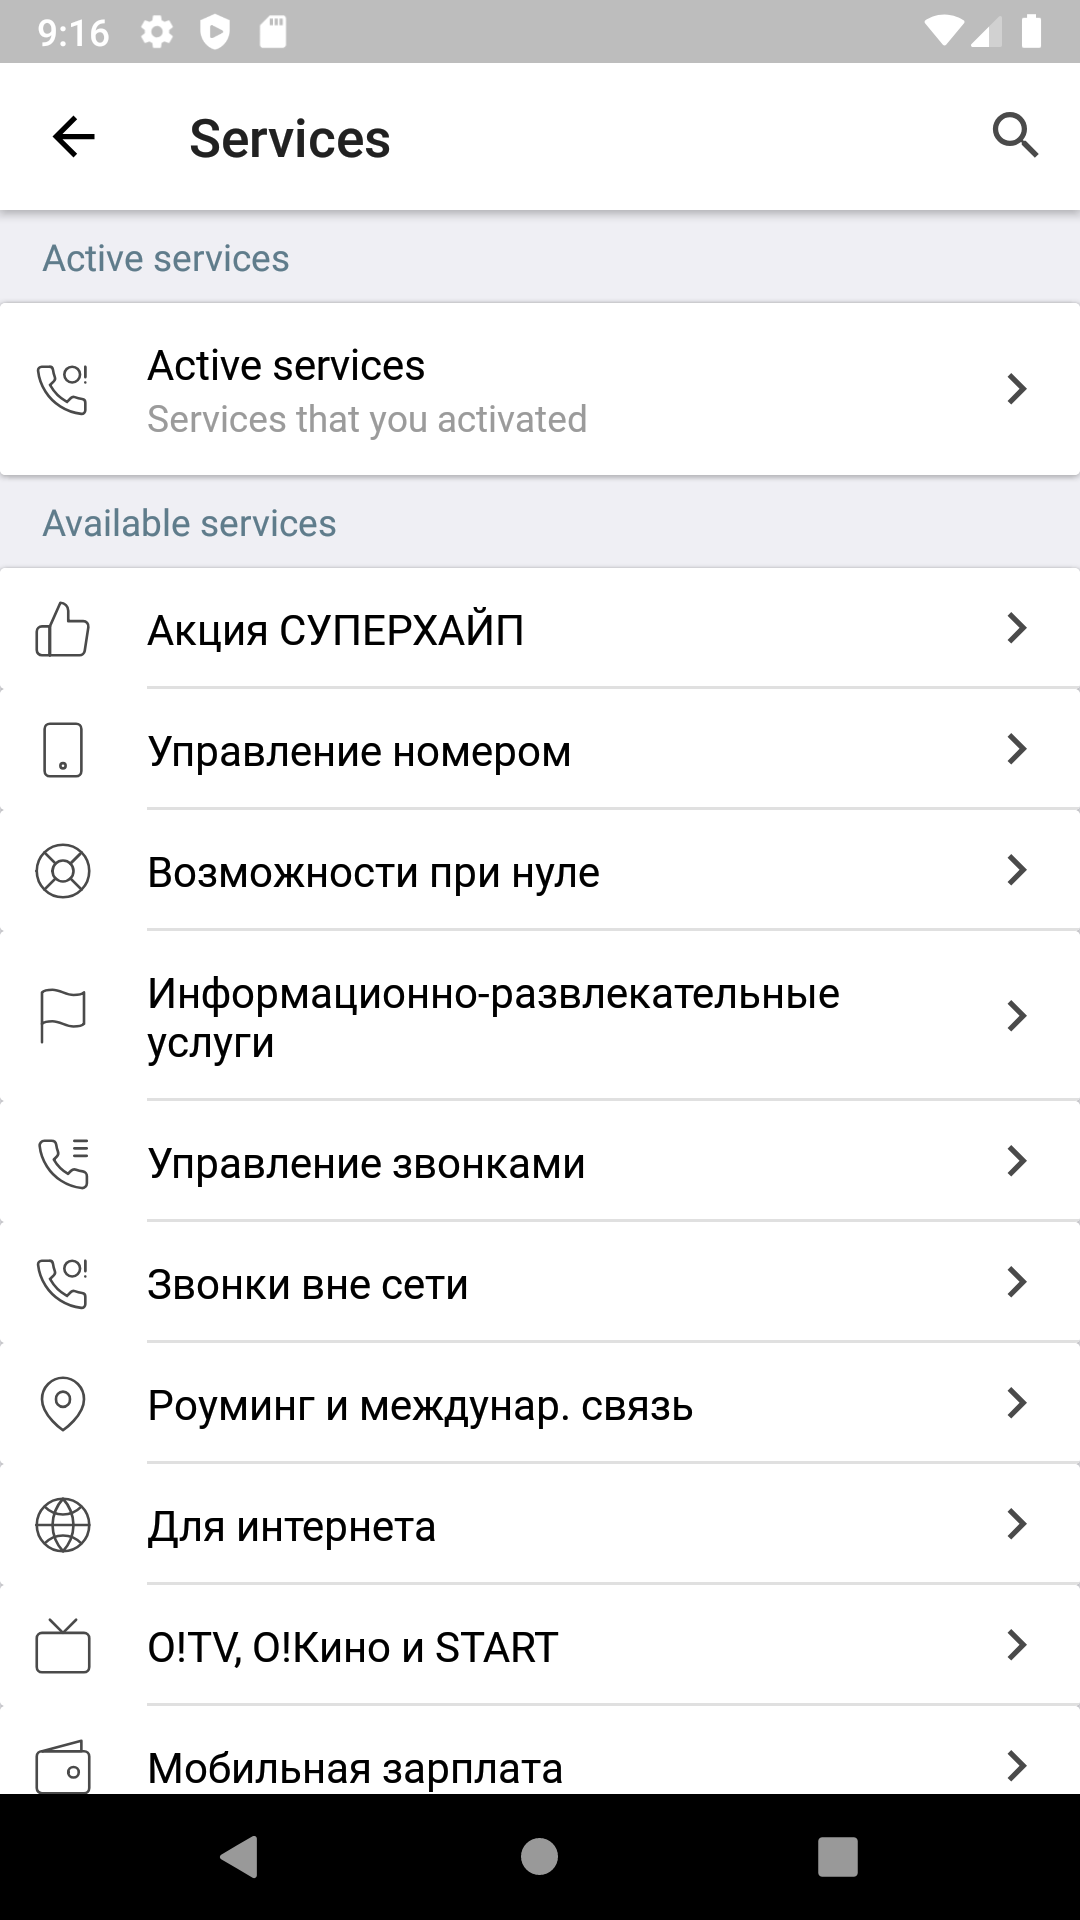 9:16
Services
Active services
Active services
Services that you activated
Available services
Акция СУПЕРХАЙП
Управление номером
Возможности при нуле
Информационно-развлекательные
услуги
Управление звонками
Звонки вне сети
Роуминг и междунар. связь
Для интернета
O!TV, О!Кино и START
Мобильная зарплата